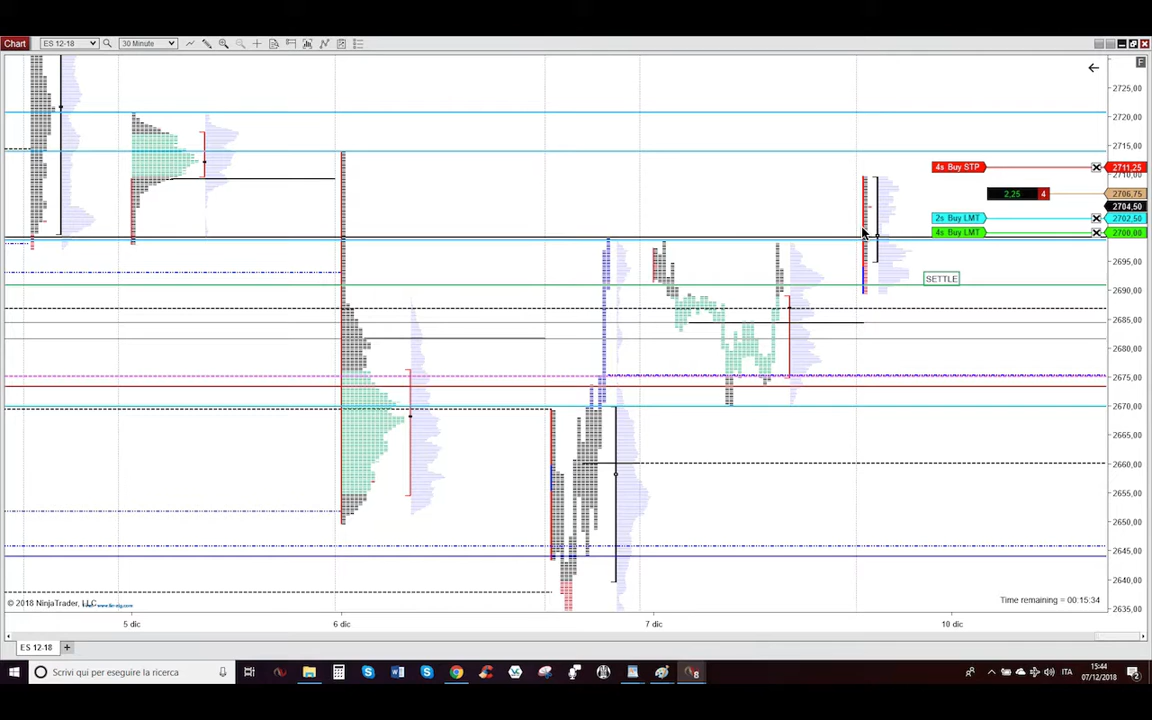 Chart ES 12-18 30 Minute
F
2725,00
2720,00
2715,00
4s Buy STP 2711,25
2710,00
2,25 4 2706,75
2704,50
2s Buy LMT 2702,50
4s Buy LMT 2700,00
2695,00
SETTLE
2690,00
2685,00
2680,00
2675,00
2670,00
2665,00
2660,00
2655,00
2650,00
2645,00
2640,00
© 2018 NinjaTrader, LLC
Time remaining = 00:15:34
2635,00
5 dic 6 dic 7 dic 10 dic
ES 12-18
Scrivi qui per eseguire la ricerca
ITA
15:44
07/12/2018
2